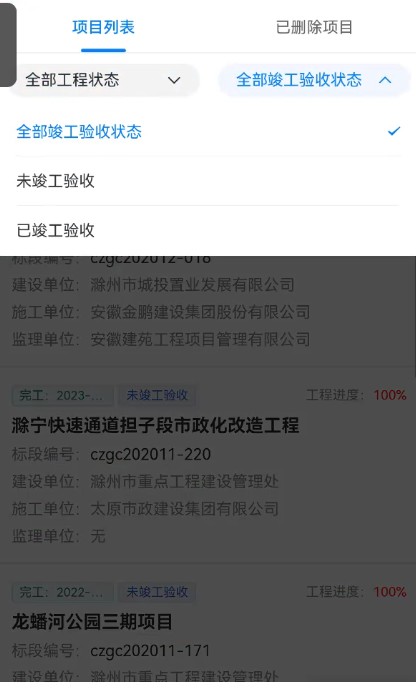 项目列表 已删除项目
全部工程状态 全部竣工验收状态
全部竣工验收状态
未竣工验收
已竣工验收
标段编号：czgc202012-018
建设单位：滁州市城投置业发展有限公司
施工单位：安徽金鹏建设集团股份有限公司
监理单位：安徽建苑工程项目管理有限公司
完工：2023-... 未竣工验收 工程进度：100%
滁宁快速通道担子段市政化改造工程
标段编号：czgc202011-220
建设单位：滁州市重点工程建设管理处
施工单位：太原市政建设集团有限公司
监理单位：无
完工：2022-... 未竣工验收 工程进度：100%
龙蟠河公园三期项目
标段编号：czgc202011-171
建设单位：滁州市重点工程建设管理处